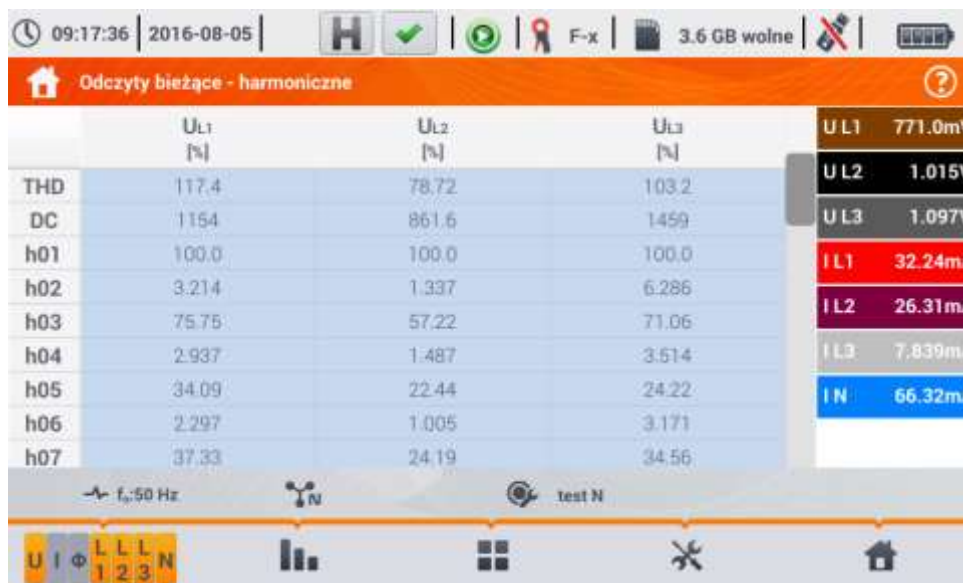 09:17:36 2016-08-05 H F-x 3.6 GB wolne
Odczyty bieżące - harmoniczne ?
UL1 UL2 UL3
[%] [%] [%]
THD 117.4 78.72 103.2
DC 1154 861.6 1459
h01 100.0 100.0 100.0
h02 3.214 1.337 6.286
h03 75.75 57.22 71.06
h04 2.937 1.487 3.514
h05 34.09 22.44 24.22
h06 2.297 1.005 3.171
h07 37.33 24.19 34.56
U L1 771.0mV
U L2 1.015V
U L3 1.097V
I L1 32.24m
I L2 26.31m
I L3 7.839m
I N 66.32m
fn:50 Hz N test N
U I Φ L1 L2 L3 N